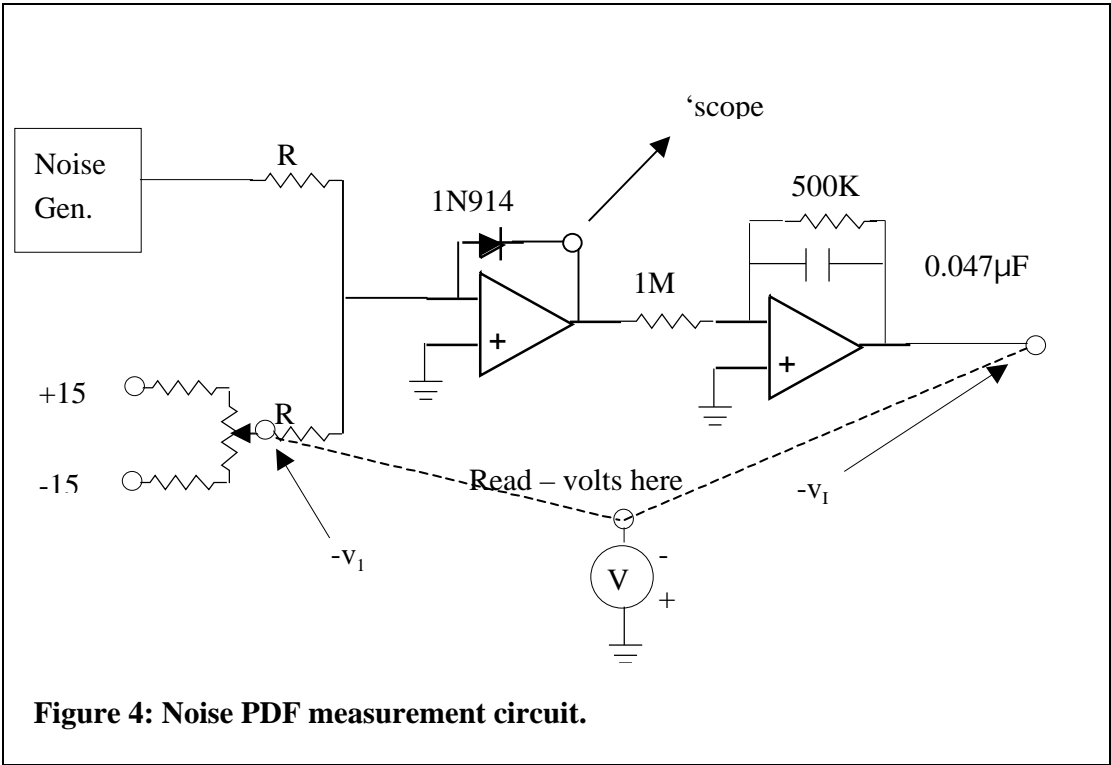 ‘scope
Noise
Gen.
R
1N914
500K
1M
0.047µF
+
+
+15
R
-15
Read – volts here
-v1
-vI
V
-
+
Figure 4: Noise PDF measurement circuit.